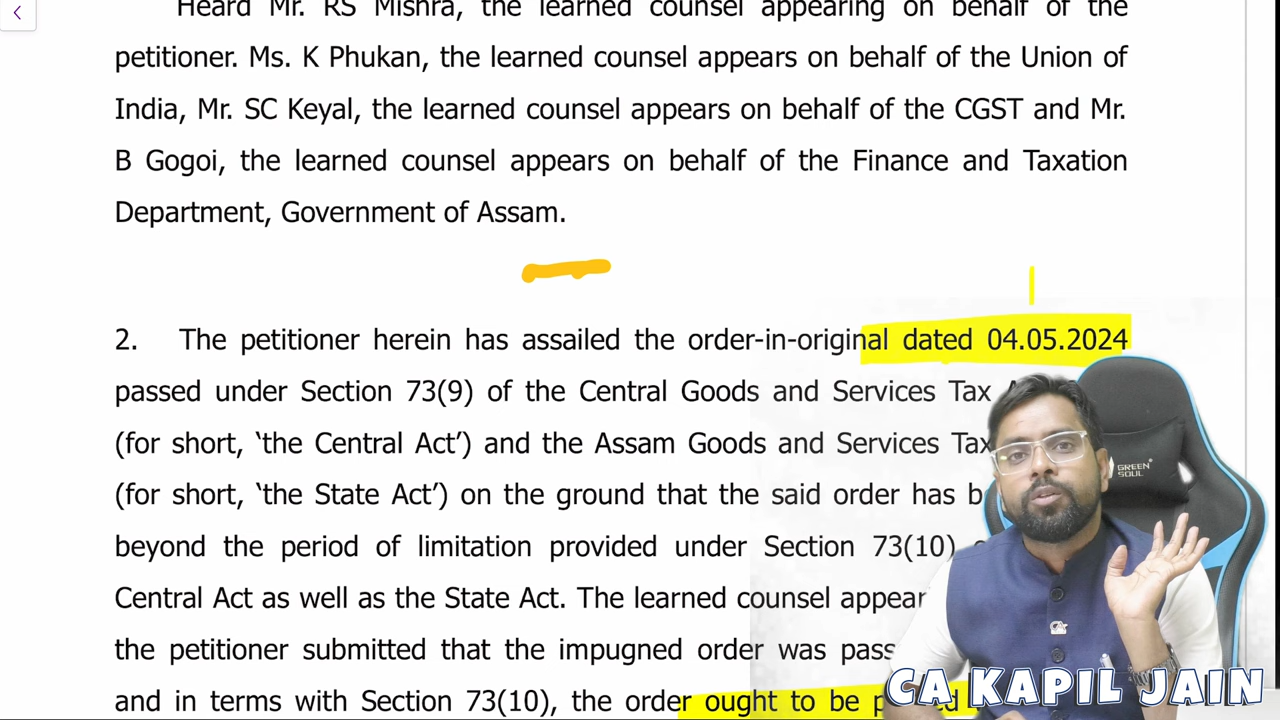 Heard Mr. RS Mishra, the learned counsel appearing on behalf of the
petitioner. Ms. K Phukan, the learned counsel appears on behalf of the Union of
India, Mr. SC Keyal, the learned counsel appears on behalf of the CGST and Mr.
B Gogoi, the learned counsel appears on behalf of the Finance and Taxation
Department, Government of Assam.
2. The petitioner herein has assailed the order-in-original dated 04.05.2024
passed under Section 73(9) of the Central Goods and Services Tax
(for short, ‘the Central Act’) and the Assam Goods and Services Tax
(for short, ‘the State Act’) on the ground that the said order has
beyond the period of limitation provided under Section 73(10)
Central Act as well as the State Act. The learned counsel
the petitioner submitted that the impugned order was
and in terms with Section 73(10), the order ought to be
GREEN SOUL
CA KAPIL JAIN